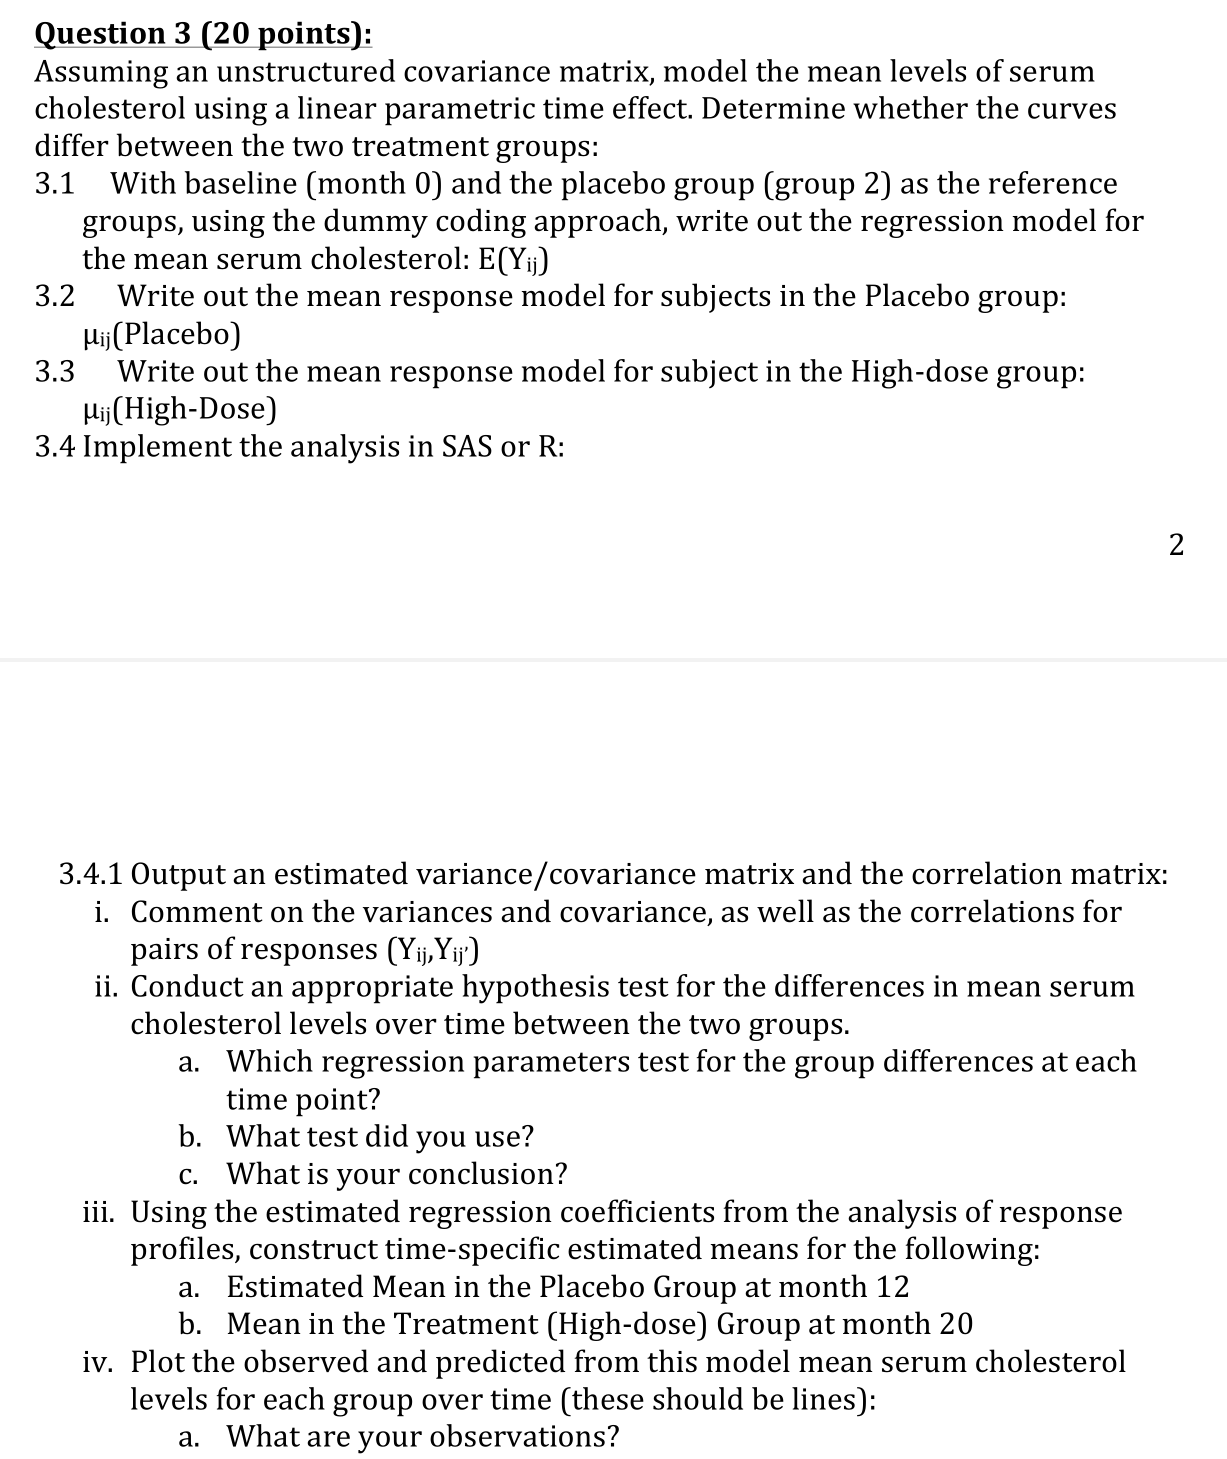 Question 3 (20 points):
Assuming an unstructured covariance matrix, model the mean levels of serum
cholesterol using a linear parametric time effect. Determine whether the curves
differ between the two treatment groups:
3.1 With baseline (month 0) and the placebo group (group 2) as the reference
groups, using the dummy coding approach, write out the regression model for
the mean serum cholesterol: E(Yij)
3.2 Write out the mean response model for subjects in the Placebo group:
μij(Placebo)
3.3 Write out the mean response model for subject in the High-dose group:
μij(High-Dose)
3.4 Implement the analysis in SAS or R:
2
3.4.1 Output an estimated variance/covariance matrix and the correlation matrix:
i. Comment on the variances and covariance, as well as the correlations for
pairs of responses (Yij,Yij’)
ii. Conduct an appropriate hypothesis test for the differences in mean serum
cholesterol levels over time between the two groups.
a. Which regression parameters test for the group differences at each
time point?
b. What test did you use?
c. What is your conclusion?
iii. Using the estimated regression coefficients from the analysis of response
profiles, construct time-specific estimated means for the following:
a. Estimated Mean in the Placebo Group at month 12
b. Mean in the Treatment (High-dose) Group at month 20
iv. Plot the observed and predicted from this model mean serum cholesterol
levels for each group over time (these should be lines):
a. What are your observations?